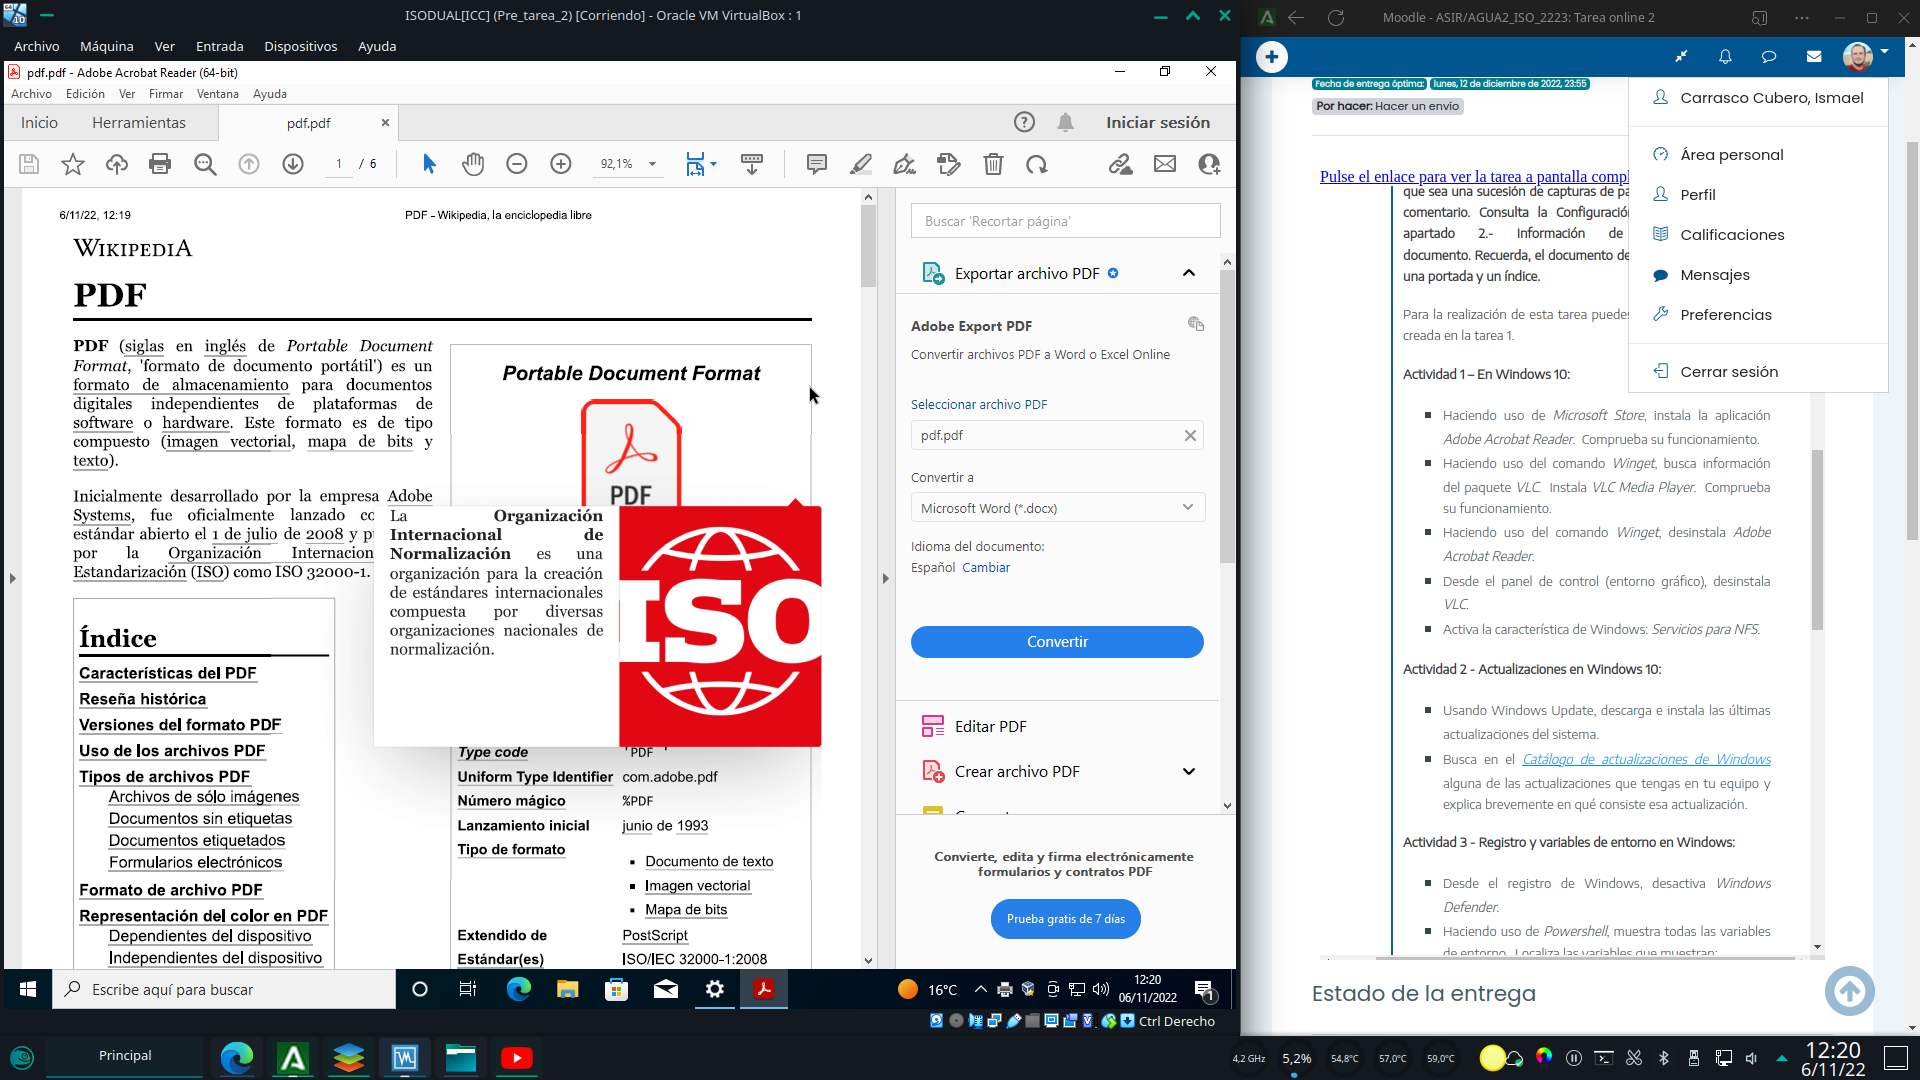 ISODUAL[ICC] (Pre_tarea_2) [Corriendo] - Oracle VM VirtualBox : 1
Archivo Máquina Ver Entrada Dispositivos Ayuda
pdf.pdf - Adobe Acrobat Reader (64-bit)
Archivo Edición Ver Firmar Ventana Ayuda
Inicio Herramientas pdf.pdf Iniciar sesión
1 / 6 92,1%
6/11/22, 12:19 PDF - Wikipedia, la enciclopedia libre
WIKIPEDIA
PDF
PDF (siglas en inglés de Portable Document
Format, 'formato de documento portátil') es un
formato de almacenamiento para documentos
digitales independientes de plataformas de
software o hardware. Este formato es de tipo
compuesto (imagen vectorial, mapa de bits y
texto).
Inicialmente desarrollado por la empresa Adobe
Systems, fue oficialmente lanzado co
estándar abierto el 1 de julio de 2008 y p
por la Organización Internacion
Estandarización (ISO) como ISO 32000-1.
Índice
Características del PDF
Reseña histórica
Versiones del formato PDF
Uso de los archivos PDF
Tipos de archivos PDF
Archivos de sólo imágenes
Documentos sin etiquetas
Documentos etiquetados
Formularios electrónicos
Formato de archivo PDF
Representación del color en PDF
Dependientes del dispositivo
Independientes del dispositivo
Portable Document Format
PDF
La Organización
Internacional de
Normalización es una
organización para la creación
de estándares internacionales
compuesta por diversas
organizaciones nacionales de
normalización.
ISO
Type code 'PDF '
Uniform Type Identifier com.adobe.pdf
Número mágico %PDF
Lanzamiento inicial junio de 1993
Tipo de formato
Documento de texto
Imagen vectorial
Mapa de bits
Extendido de PostScript
Estándar(es) ISO/IEC 32000-1:2008
Buscar 'Recortar página'
Exportar archivo PDF
Adobe Export PDF
Convertir archivos PDF a Word o Excel Online
Seleccionar archivo PDF
pdf.pdf
Convertir a
Microsoft Word (*.docx)
Idioma del documento:
Español Cambiar
Convertir
Editar PDF
Crear archivo PDF
Convierte, edita y firma electrónicamente
formularios y contratos PDF
Prueba gratis de 7 días
Escribe aquí para buscar
16°C
12:20
06/11/2022
1
Ctrl Derecho
Moodle - ASIR/AGUA2_ISO_2223: Tarea online 2
Fecha de entrega óptima: lunes, 12 de diciembre de 2022, 23:55
Por hacer: Hacer un envío
Pulse el enlace para ver la tarea a pantalla compl
que sea una sucesión de capturas de pa
comentario. Consulta la Configuració
apartado 2.- Información de
documento. Recuerda, el documento de
una portada y un índice.
Para la realización de esta tarea puedes
creada en la tarea 1.
Carrasco Cubero, Ismael
Área personal
Perfil
Calificaciones
Mensajes
Preferencias
Cerrar sesión
Actividad 1 – En Windows 10:
Haciendo uso de Microsoft Store, instala la aplicación
Adobe Acrobat Reader. Comprueba su funcionamiento.
Haciendo uso del comando Winget, busca información
del paquete VLC. Instala VLC Media Player. Comprueba
su funcionamiento.
Haciendo uso del comando Winget, desinstala Adobe
Acrobat Reader.
Desde el panel de control (entorno gráfico), desinstala
VLC.
Activa la característica de Windows: Servicios para NFS.
Actividad 2 - Actualizaciones en Windows 10:
Usando Windows Update, descarga e instala las últimas
actualizaciones del sistema.
Busca en el Catálogo de actualizaciones de Windows
alguna de las actualizaciones que tengas en tu equipo y
explica brevemente en qué consiste esa actualización.
Actividad 3 - Registro y variables de entorno en Windows:
Desde el registro de Windows, desactiva Windows
Defender.
Haciendo uso de Powershell, muestra todas las variables
de entorno. Localiza las variables que muestran:
Estado de la entrega
Principal
4,2 GHz 5,2% 54,8°C 57,0°C 59,0°C
12:20
6/11/22